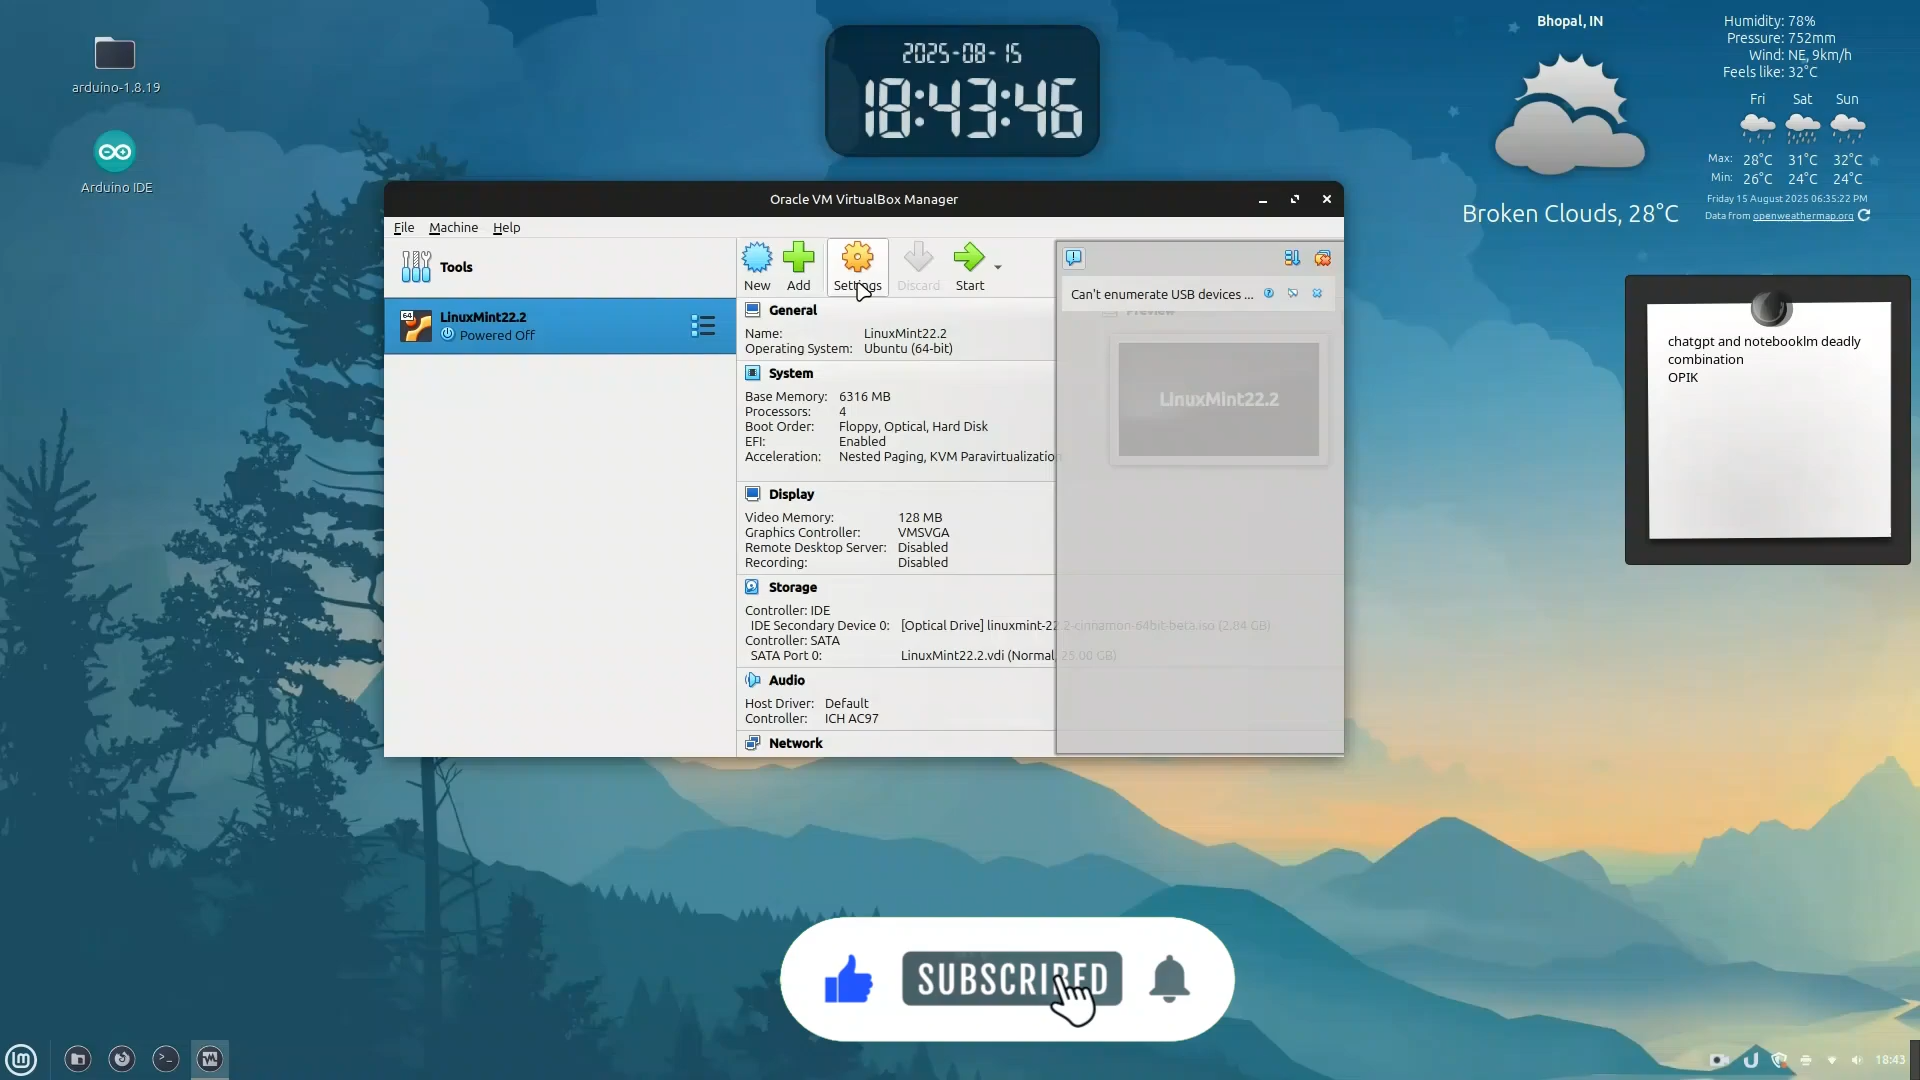 arduino-1.8.19
Arduino IDE
2025-08-15
18:43:46
Bhopal, IN
Broken Clouds, 28°C
Humidity: 78%
Pressure: 752mm
Wind: NE, 9km/h
Feels like: 32°C
Fri Sat Sun
Max: 28°C 31°C 32°C
Min: 26°C 24°C 24°C
Friday 15 August 2025 06:35:22 PM
Data from openweathermap.org
chatgpt and notebooklm deadly
combination
OPIK
Oracle VM VirtualBox Manager
File Machine Help
Tools
64
LinuxMint22.2
Powered Off
New Add Settings Discard Start
Can't enumerate USB devices ...
Preview
LinuxMint22.2
General
Name: LinuxMint22.2
Operating System: Ubuntu (64-bit)
System
Base Memory: 6316 MB
Processors: 4
Boot Order: Floppy, Optical, Hard Disk
EFI: Enabled
Acceleration: Nested Paging, KVM Paravirtualization
Display
Video Memory: 128 MB
Graphics Controller: VMSVGA
Remote Desktop Server: Disabled
Recording: Disabled
Storage
Controller: IDE
IDE Secondary Device 0: [Optical Drive] linuxmint-22.2-cinnamon-64bit-beta.iso (2.84 GB)
Controller: SATA
SATA Port 0: LinuxMint22.2.vdi (Normal, 25.00 GB)
Audio
Host Driver: Default
Controller: ICH AC97
Network
SUBSCRIBED
18:43